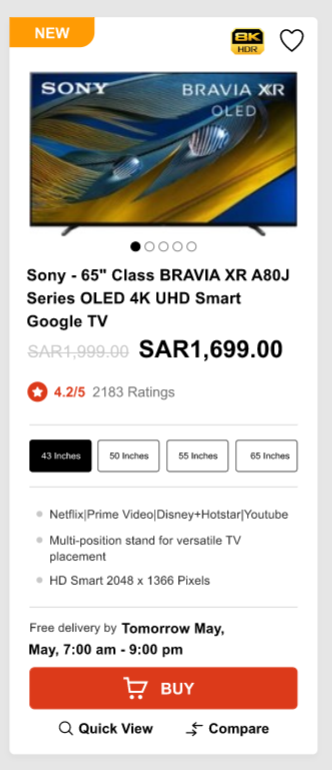 NEW
8K
HDR
SONY
BRAVIA XR
OLED
Sony - 65" Class BRAVIA XR A80J
Series OLED 4K UHD Smart
Google TV
SAR1,999.00 SAR1,699.00
4.2/5 2183 Ratings
43 Inches 50 Inches 55 Inches 65 Inches
Netflix|Prime Video|Disney+Hotstar|Youtube
Multi-position stand for versatile TV
placement
HD Smart 2048 x 1366 Pixels
Free delivery by Tomorrow May,
May, 7:00 am - 9:00 pm
BUY
Quick View Compare